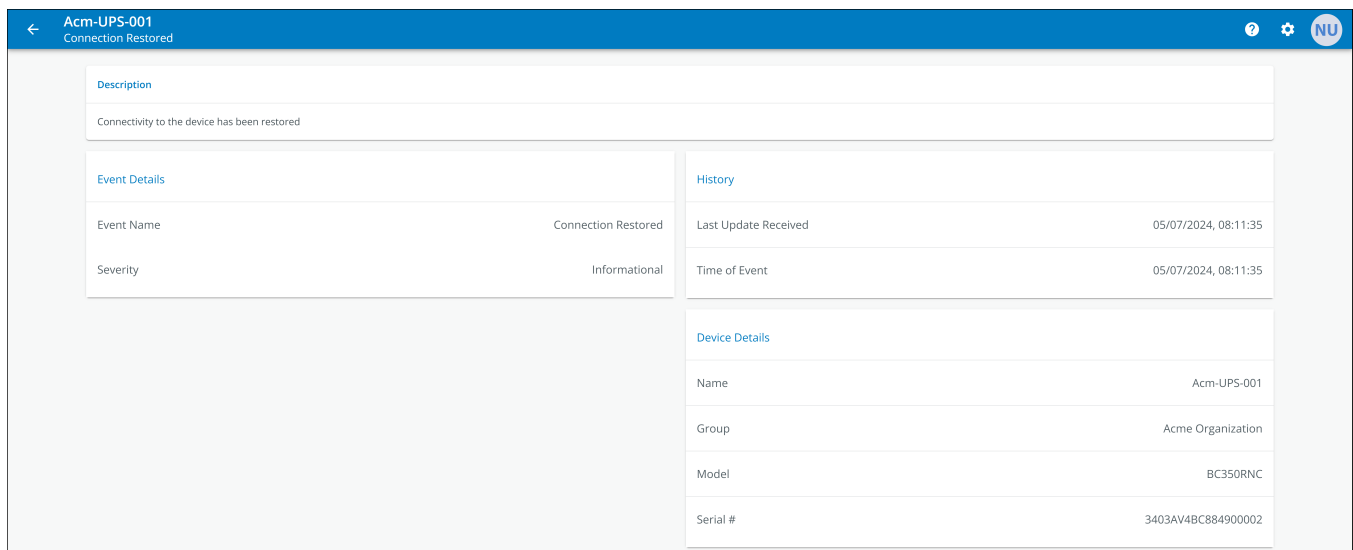 Acm-UPS-001
Connection Restored
NU
Description
Connectivity to the device has been restored
Event Details
Event Name Connection Restored
Severity Informational
History
Last Update Received 05/07/2024, 08:11:35
Time of Event 05/07/2024, 08:11:35
Device Details
Name Acm-UPS-001
Group Acme Organization
Model BC350RNC
Serial # 3403AV4BC884900002